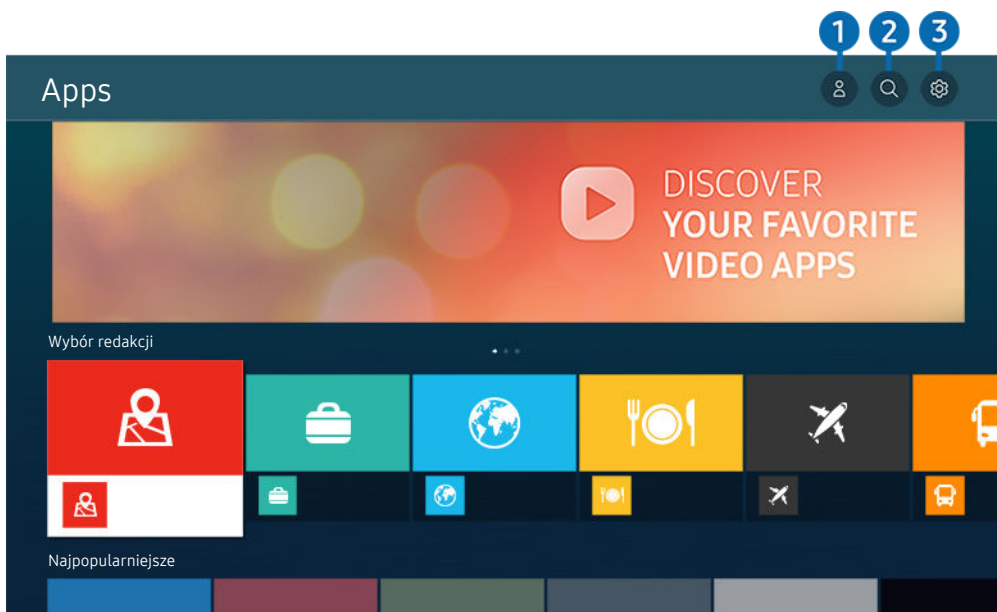 1 2 3
Apps
DISCOVER
YOUR FAVORITE
VIDEO APPS
Wybór redakcji
Najpopularniejsze